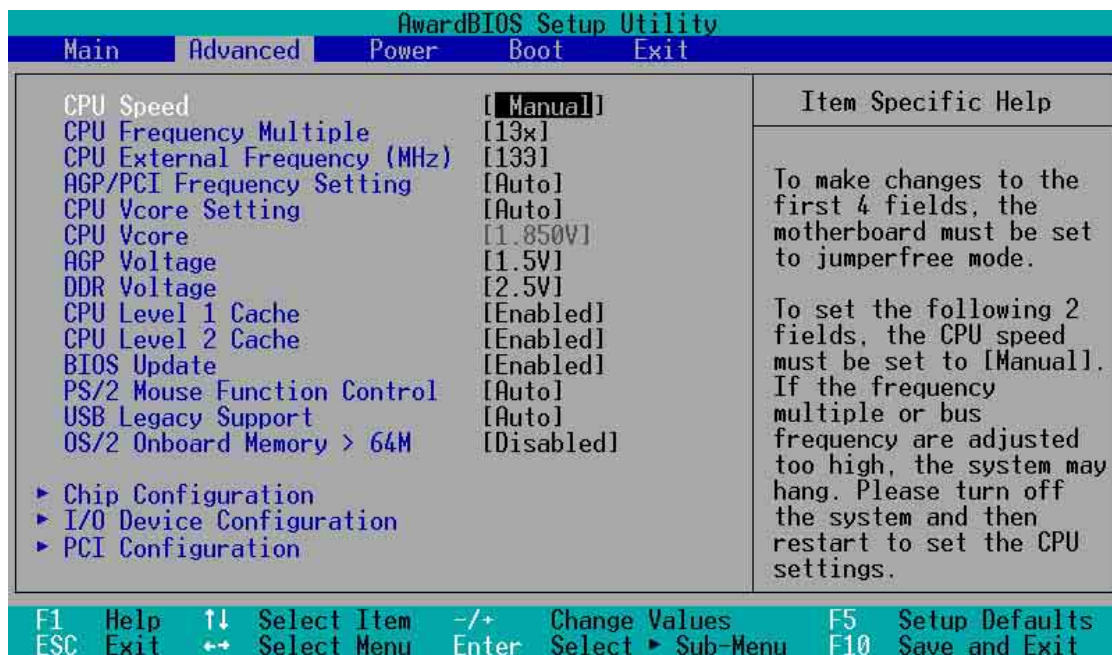 AwardBIOS Setup Utility
Main Advanced Power Boot Exit
CPU Speed [ Manual]
CPU Frequency Multiple [13x]
CPU External Frequency (MHz) [133]
AGP/PCI Frequency Setting [Auto]
CPU Vcore Setting [Auto]
CPU Vcore [1.850V]
AGP Voltage [1.5V]
DDR Voltage [2.5V]
CPU Level 1 Cache [Enabled]
CPU Level 2 Cache [Enabled]
BIOS Update [Enabled]
PS/2 Mouse Function Control [Auto]
USB Legacy Support [Auto]
OS/2 Onboard Memory > 64M [Disabled]
▶ Chip Configuration
▶ I/O Device Configuration
▶ PCI Configuration
Item Specific Help
To make changes to the
first 4 fields, the
motherboard must be set
to jumperfree mode.
To set the following 2
fields, the CPU speed
must be set to [Manual].
If the frequency
multiple or bus
frequency are adjusted
too high, the system may
hang. Please turn off
the system and then
restart to set the CPU
settings.
F1 Help ↑↓ Select Item -/+ Change Values F5 Setup Defaults
ESC Exit ←→ Select Menu Enter Select ▶ Sub-Menu F10 Save and Exit